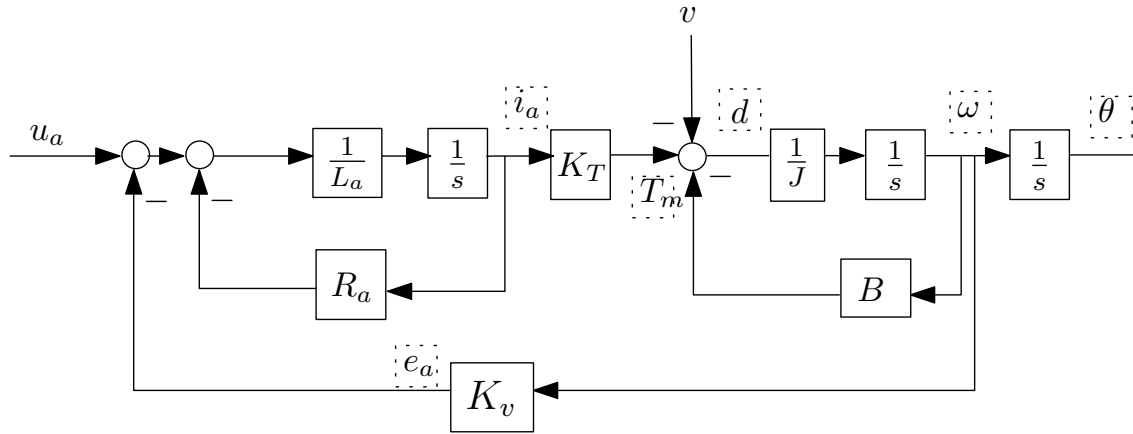 v
u_a
− −
1/L_a
1/s
i_a
K_T
T_m
−
−
d
1/J
1/s
ω
1/s
θ
R_a
B
e_a
K_v